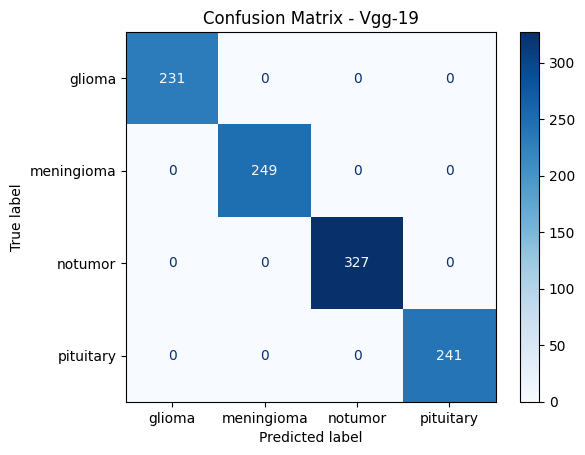 Confusion Matrix - Vgg-19
True label
glioma 231 0 0 0
meningioma 0 249 0 0
notumor 0 0 327 0
pituitary 0 0 0 241
glioma meningioma notumor pituitary
Predicted label
300
250
200
150
100
50
0